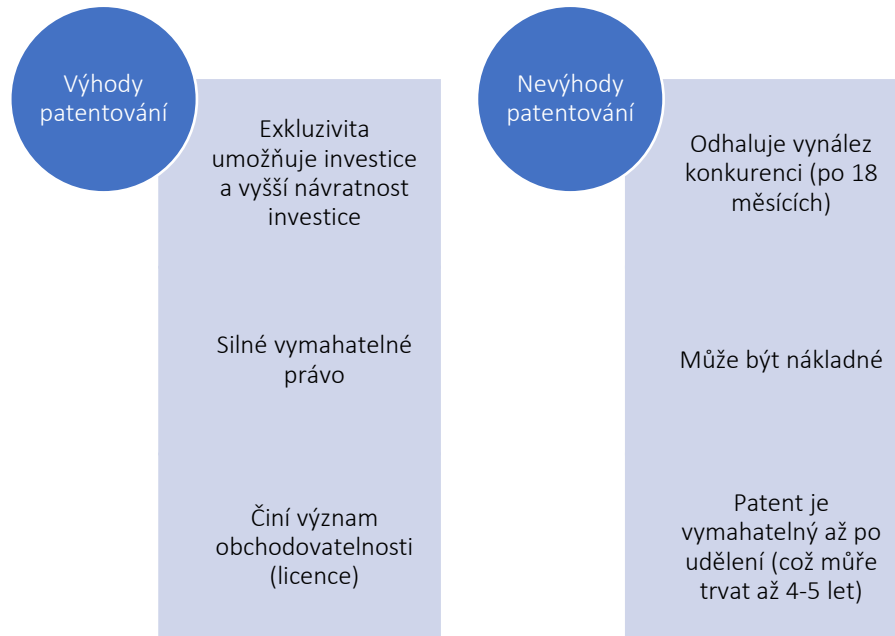 Výhody
patentování
Exkluzivita
umožňuje investice
a vyšší návratnost
investice
Silné vymahatelné
právo
Činí význam
obchodovatelnosti
(licence)
Nevýhody
patentování
Odhaluje vynález
konkurenci (po 18
měsících)
Může být nákladné
Patent je
vymahatelný až po
udělení (což můře
trvat až 4-5 let)